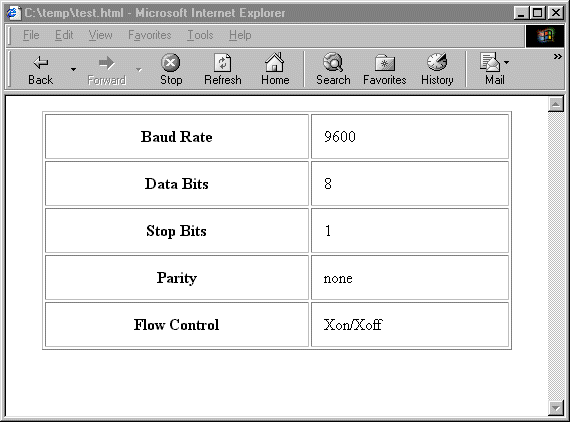 C:\temp\test.html - Microsoft Internet Explorer
File Edit View Favorites Tools Help
Back Forward Stop Refresh Home Search Favorites History Mail »
Baud Rate 9600
Data Bits 8
Stop Bits 1
Parity none
Flow Control Xon/Xoff